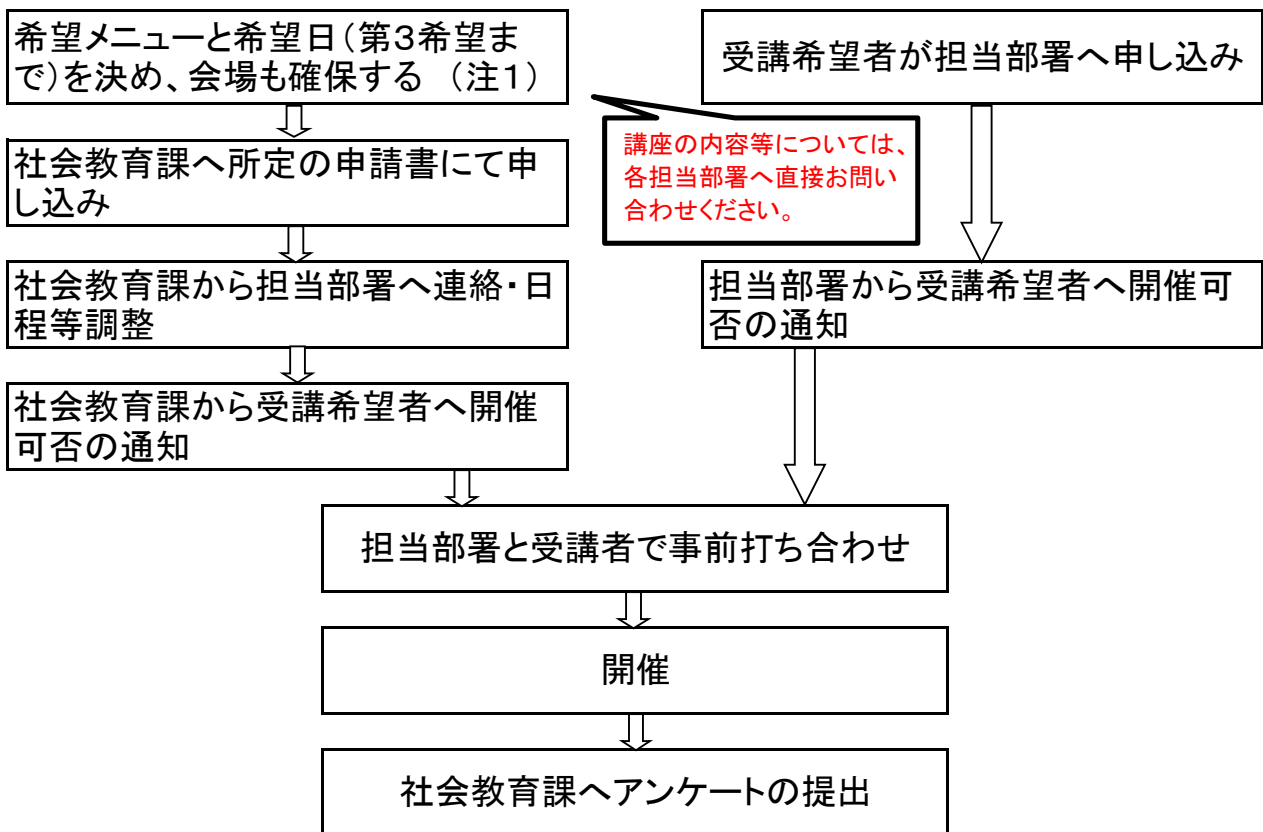 希望メニューと希望日(第3希望ま
で)を決め、会場も確保する (注1)
受講希望者が担当部署へ申し込み
講座の内容等については、
各担当部署へ直接お問い
合わせください。
社会教育課へ所定の申請書にて申
し込み
社会教育課から担当部署へ連絡・日
程等調整
担当部署から受講希望者へ開催可
否の通知
社会教育課から受講希望者へ開催
可否の通知
担当部署と受講者で事前打ち合わせ
開催
社会教育課へアンケートの提出